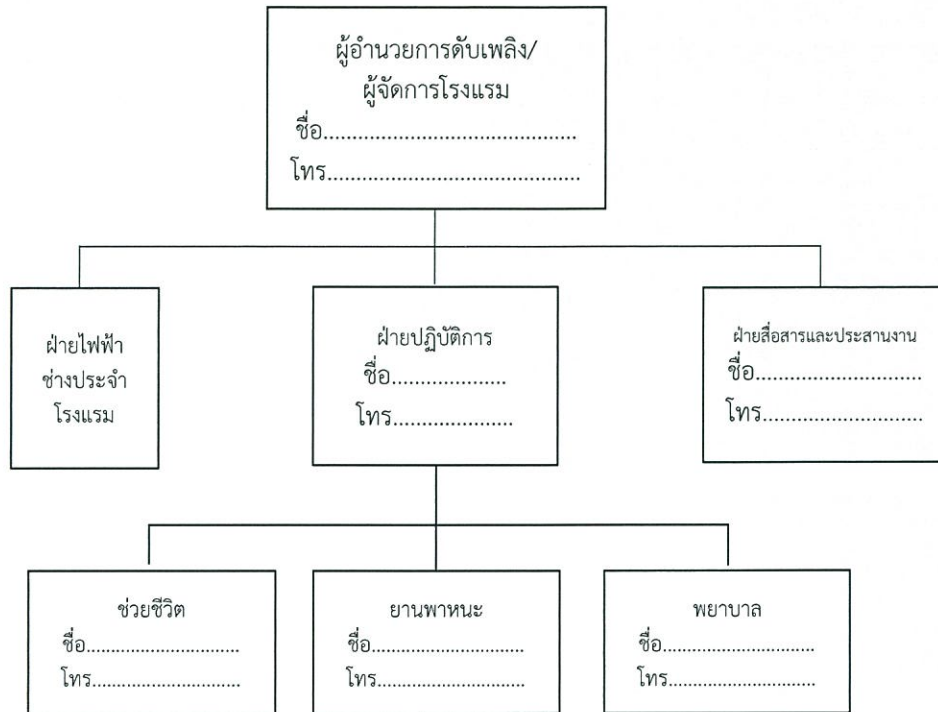 ผู้อำนวยการดับเพลิง/
ผู้จัดการโรงแรม
ชื่อ............................................
โทร............................................
ฝ่ายไฟฟ้า
ช่างประจำ
โรงแรม
ฝ่ายปฏิบัติการ
ชื่อ....................
โทร.....................
ฝ่ายสื่อสารและประสานงาน
ชื่อ............................
โทร............................
ช่วยชีวิต
ชื่อ................................
โทร...............................
ยานพาหนะ
ชื่อ................................
โทร...............................
พยาบาล
ชื่อ................................
โทร...............................